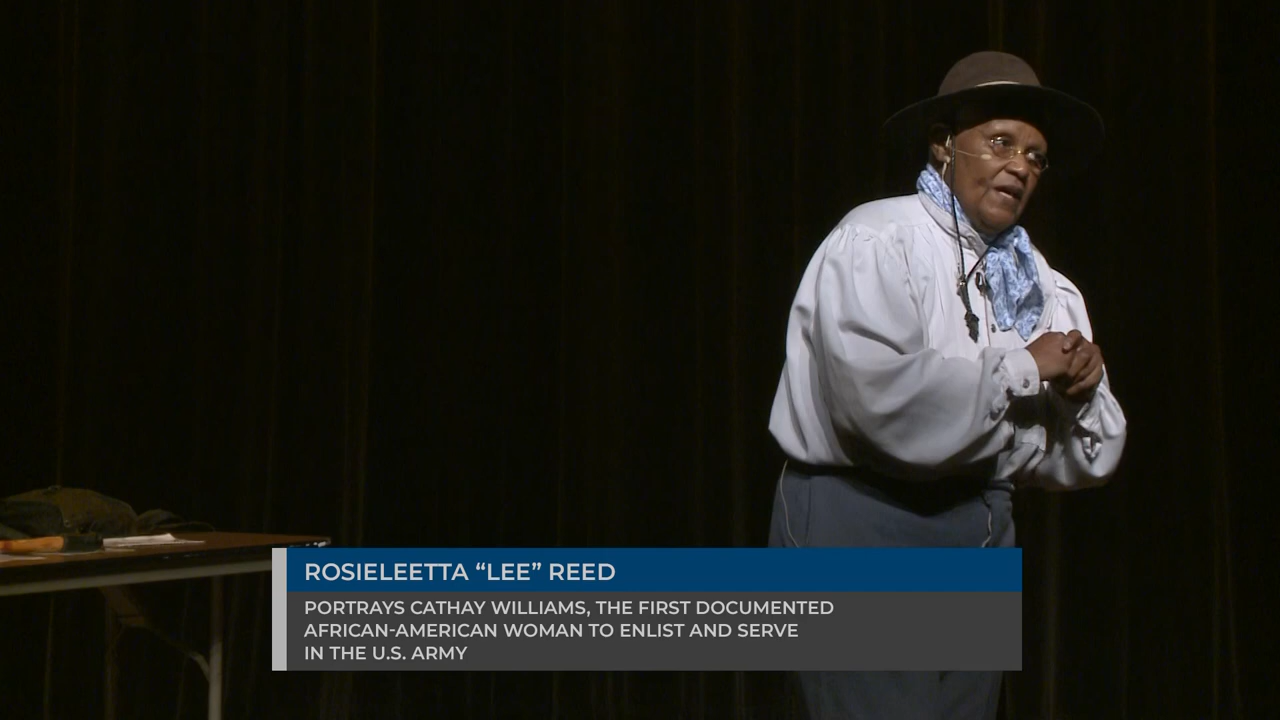 ROSIELEETTA “LEE” REED
PORTRAYS CATHAY WILLIAMS, THE FIRST DOCUMENTED
AFRICAN-AMERICAN WOMAN TO ENLIST AND SERVE
IN THE U.S. ARMY